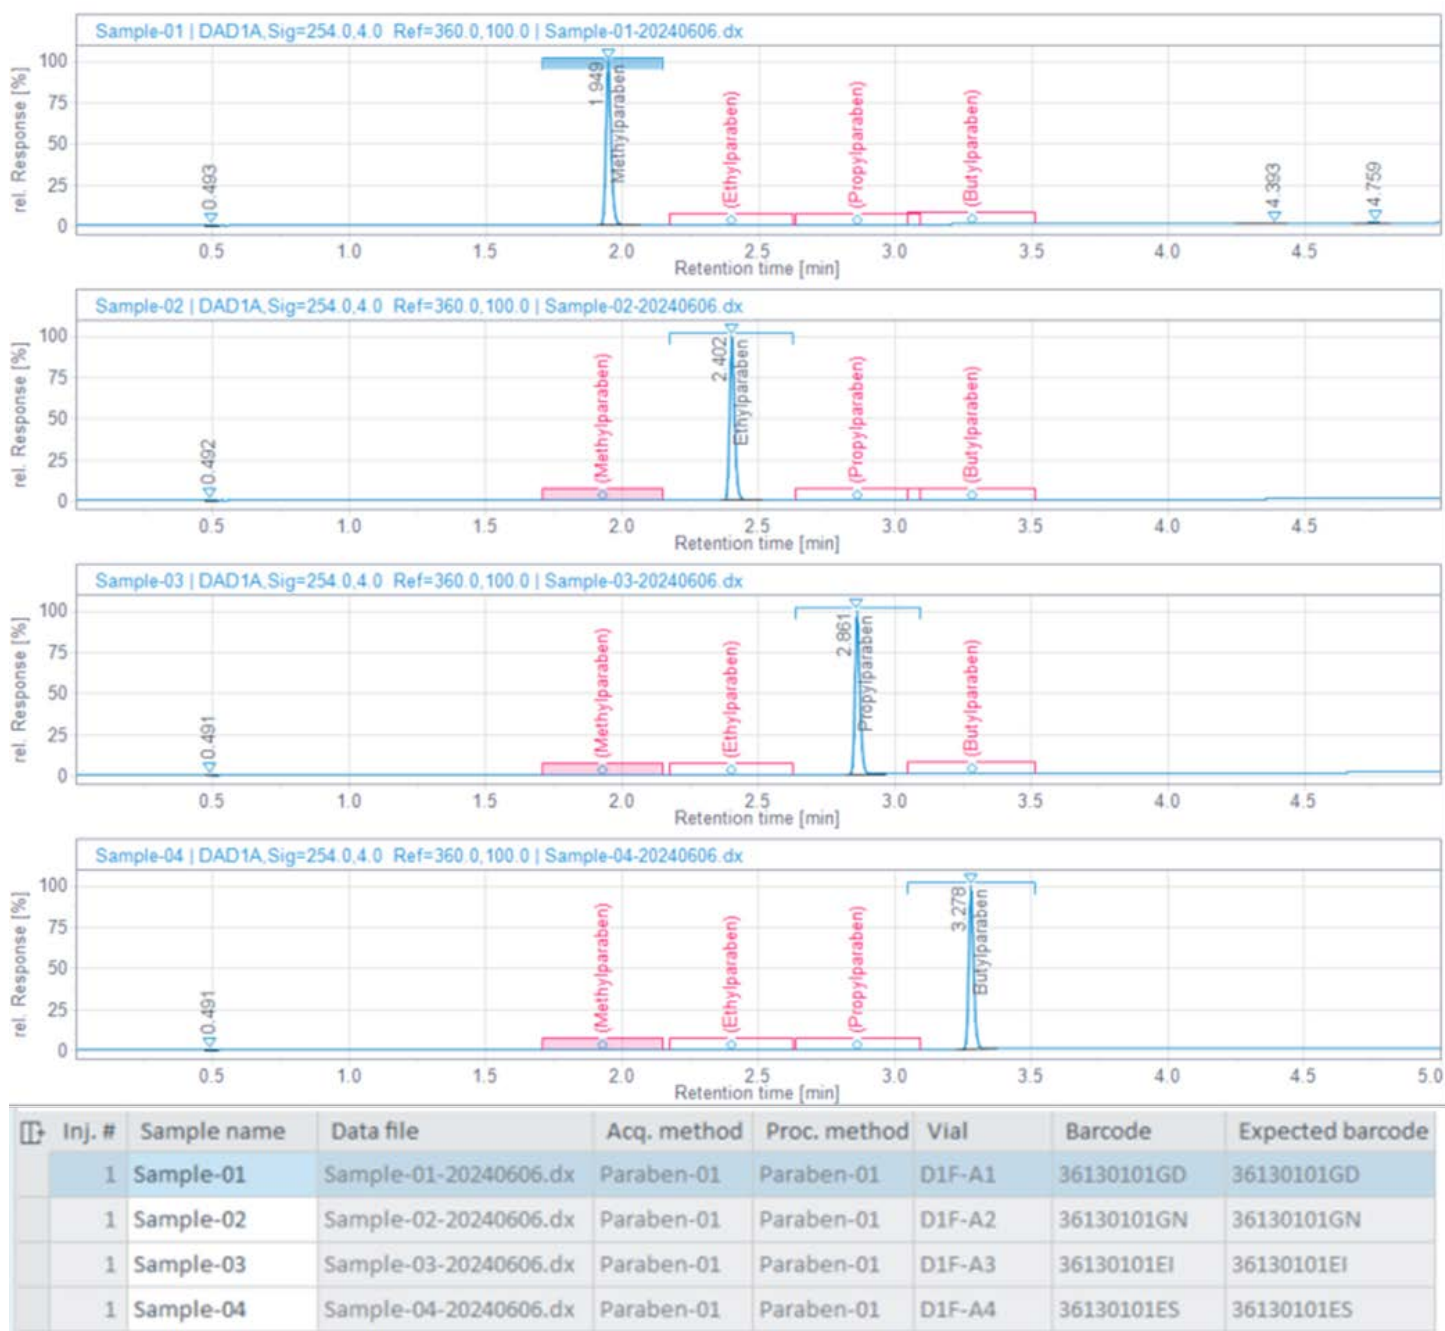 Sample-01 | DAD1A,Sig=254.0,4.0 Ref=360.0,100.0 | Sample-01-20240606.dx
rel. Response [%]
100
75
50
25
0
0.493
1.949
Methylparaben
(Ethylparaben)
(Propylparaben)
(Butylparaben)
4.393
4.759
0.5 1.0 1.5 2.0 2.5 3.0 3.5 4.0 4.5
Retention time [min]
Sample-02 | DAD1A,Sig=254.0,4.0 Ref=360.0,100.0 | Sample-02-20240606.dx
rel. Response [%]
100
75
50
25
0
0.492
(Methylparaben)
2.402
Ethylparaben
(Propylparaben)
(Butylparaben)
0.5 1.0 1.5 2.0 2.5 3.0 3.5 4.0 4.5
Retention time [min]
Sample-03 | DAD1A,Sig=254.0,4.0 Ref=360.0,100.0 | Sample-03-20240606.dx
rel. Response [%]
100
75
50
25
0
0.491
(Methylparaben)
(Ethylparaben)
2.861
Propylparaben
(Butylparaben)
0.5 1.0 1.5 2.0 2.5 3.0 3.5 4.0 4.5
Retention time [min]
Sample-04 | DAD1A,Sig=254.0,4.0 Ref=360.0,100.0 | Sample-04-20240606.dx
rel. Response [%]
100
75
50
25
0
0.491
(Methylparaben)
(Ethylparaben)
(Propylparaben)
3.278
Butylparaben
0.5 1.0 1.5 2.0 2.5 3.0 3.5 4.0 4.5 5.0
Retention time [min]
Inj. # Sample name Data file Acq. method Proc. method Vial Barcode Expected barcode
1 Sample-01 Sample-01-20240606.dx Paraben-01 Paraben-01 D1F-A1 36130101GD 36130101GD
1 Sample-02 Sample-02-20240606.dx Paraben-01 Paraben-01 D1F-A2 36130101GN 36130101GN
1 Sample-03 Sample-03-20240606.dx Paraben-01 Paraben-01 D1F-A3 36130101EI 36130101EI
1 Sample-04 Sample-04-20240606.dx Paraben-01 Paraben-01 D1F-A4 36130101ES 36130101ES